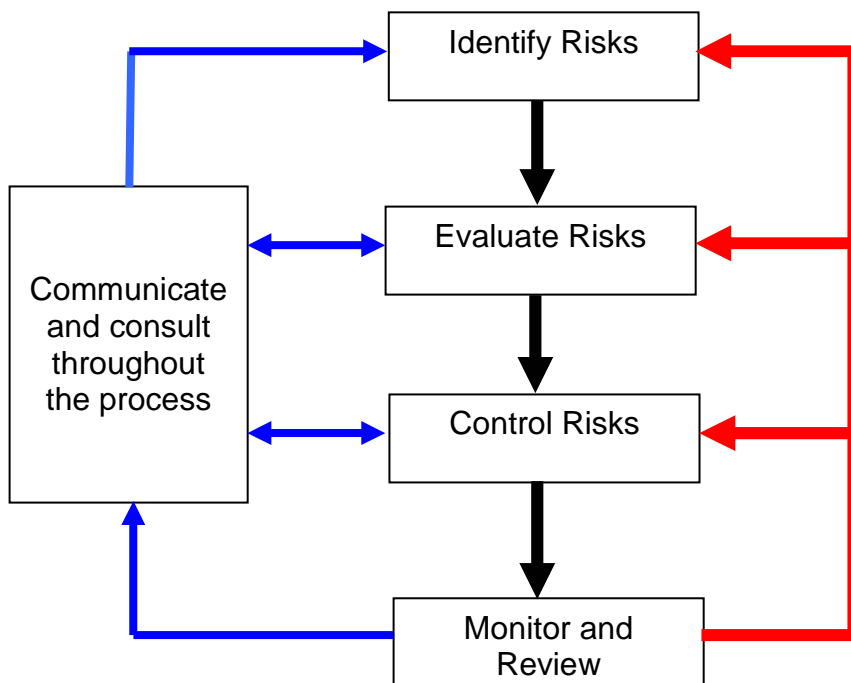 Identify Risks
Evaluate Risks
Communicate
and consult
throughout
the process
Control Risks
Monitor and
Review